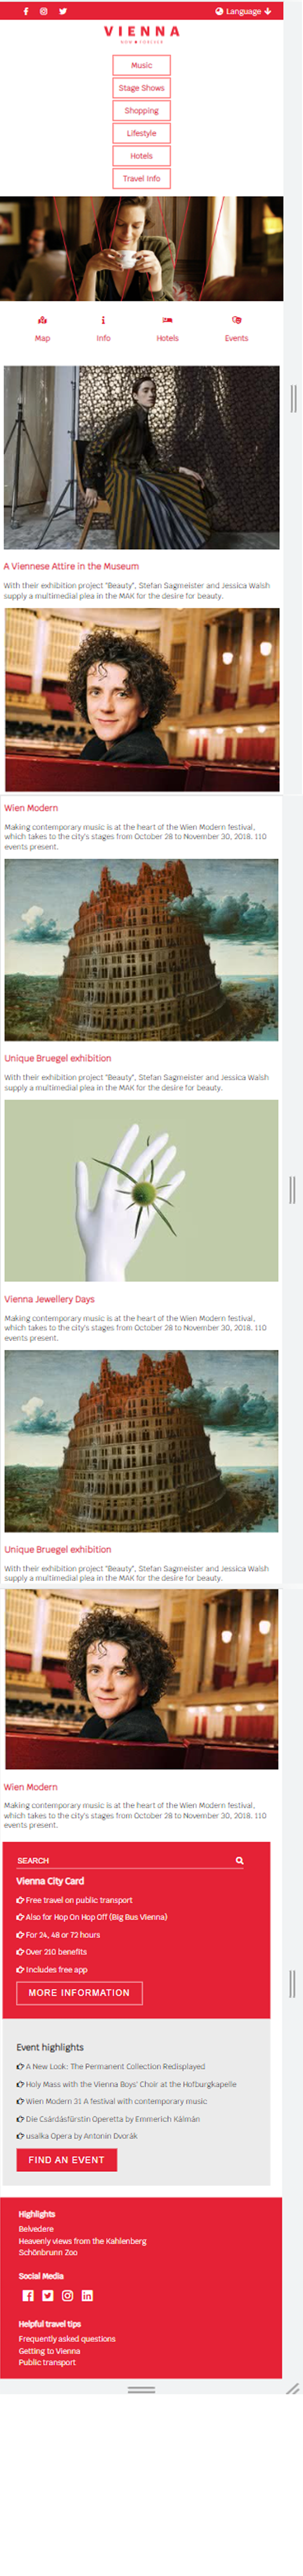 Language
VIENNA
NOW FOREVER
Music
Stage Shows
Shopping
Lifestyle
Hotels
Travel Info
Map Info Hotels Events
A Viennese Attire in the Museum
With their exhibition project "Beauty", Stefan Sagmeister and Jessica Walsh
supply a multimedial plea in the MAK for the desire for beauty.
Wien Modern
Making contemporary music is at the heart of the Wien Modern festival,
which takes to the city's stages from October 28 to November 30, 2018. 110
events present.
Unique Bruegel exhibition
With their exhibition project "Beauty", Stefan Sagmeister and Jessica Walsh
supply a multimedial plea in the MAK for the desire for beauty.
Vienna Jewellery Days
Making contemporary music is at the heart of the Wien Modern festival,
which takes to the city's stages from October 28 to November 30, 2018. 110
events present.
Unique Bruegel exhibition
With their exhibition project "Beauty", Stefan Sagmeister and Jessica Walsh
supply a multimedial plea in the MAK for the desire for beauty.
Wien Modern
Making contemporary music is at the heart of the Wien Modern festival,
which takes to the city's stages from October 28 to November 30, 2018. 110
events present.
SEARCH
Vienna City Card
Free travel on public transport
Also for Hop On Hop Off (Big Bus Vienna)
For 24, 48 or 72 hours
Over 210 benefits
Includes free app
MORE INFORMATION
Event highlights
A New Look: The Permanent Collection Redisplayed
Holy Mass with the Vienna Boys' Choir at the Hofburgkapelle
Wien Modern 31 A festival with contemporary music
Die Csárdásfürstin Operetta by Emmerich Kálmán
usalka Opera by Antonín Dvorák
FIND AN EVENT
Highlights
Belvedere
Heavenly views from the Kahlenberg
Schönbrunn Zoo
Social Media
Helpful travel tips
Frequently asked questions
Getting to Vienna
Public transport